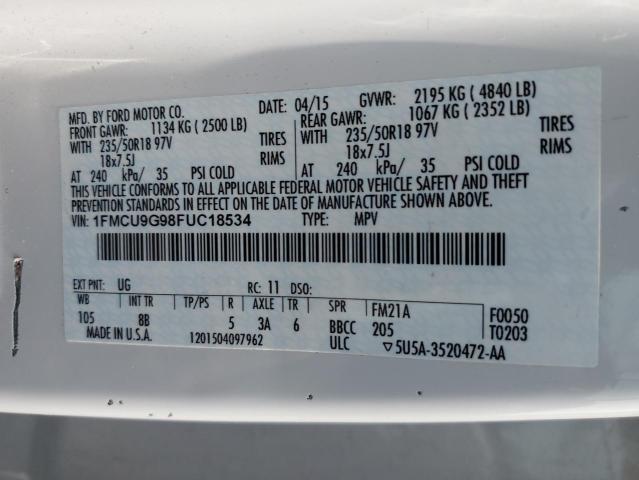 MFD. BY FORD MOTOR CO. DATE: 04/15 GVWR: 2195 KG ( 4840 LB)
FRONT GAWR: 1134 KG ( 2500 LB) REAR GAWR: 1067 KG ( 2352 LB)
WITH 235/50R18 97V TIRES WITH 235/50R18 97V TIRES
18x7.5J RIMS 18x7.5J RIMS
AT 240 kPa/ 35 PSI COLD AT 240 kPa/ 35 PSI COLD
THIS VEHICLE CONFORMS TO ALL APPLICABLE FEDERAL MOTOR VEHICLE SAFETY AND THEFT
PREVENTION STANDARDS IN EFFECT ON THE DATE OF MANUFACTURE SHOWN ABOVE.
VIN: 1FMCU9G98FUC18534 TYPE: MPV
EXT PNT: UG RC: 11 DSO:
WB INT TR TP/PS R AXLE TR SPR FM21A F0050
105 8B 5 3A 6 BBCC 205 T0203
MADE IN U.S.A. 1201504097962 ULC ▽5U5A-3520472-AA